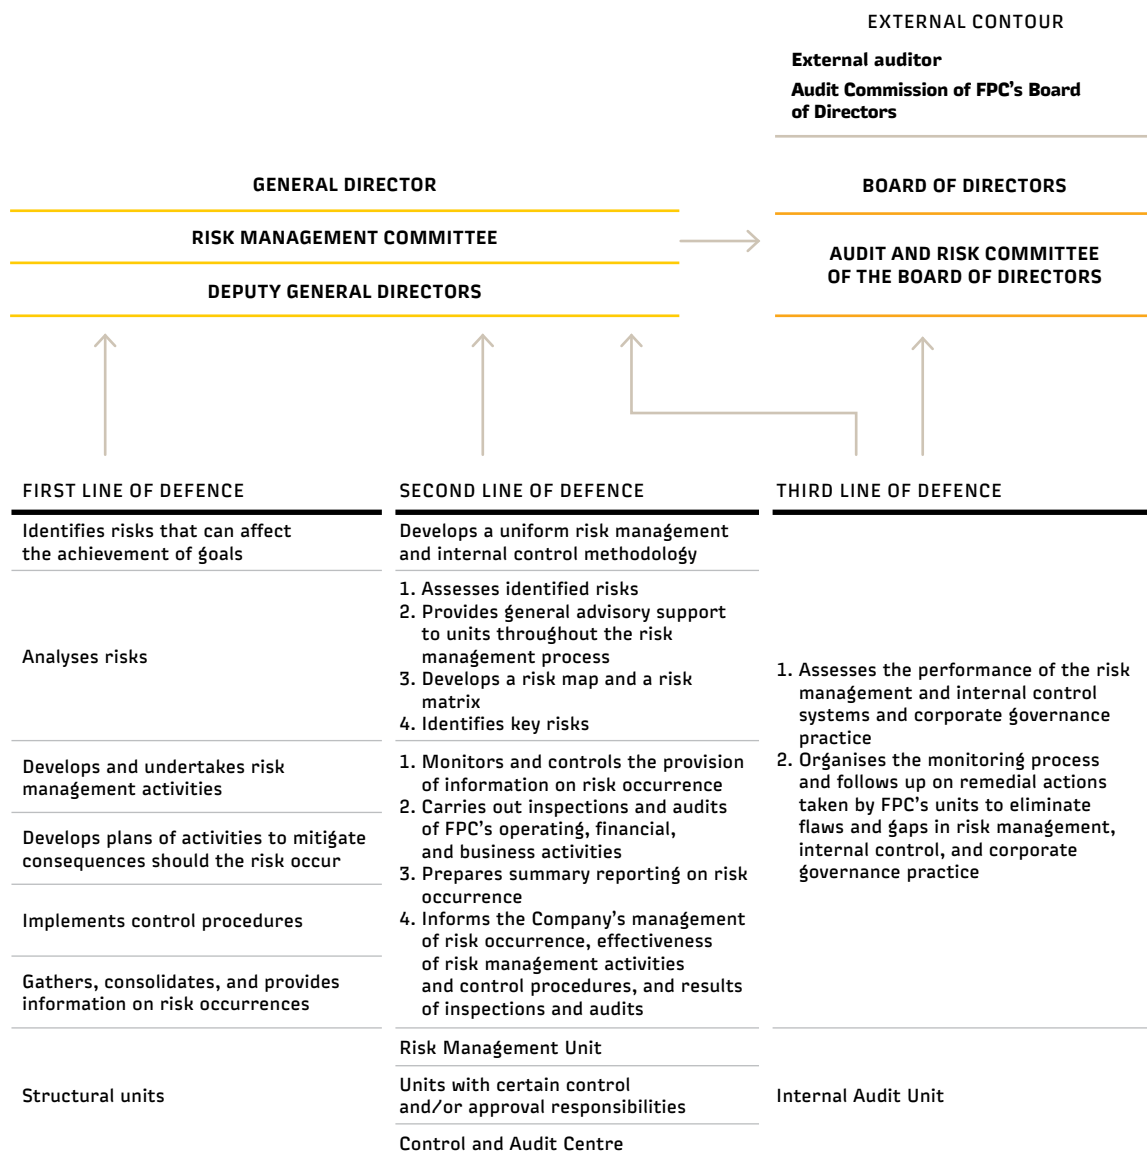 EXTERNAL CONTOUR
External auditor
Audit Commission of FPC's Board
of Directors
GENERAL DIRECTOR
RISK MANAGEMENT COMMITTEE
DEPUTY GENERAL DIRECTORS
BOARD OF DIRECTORS
AUDIT AND RISK COMMITTEE
OF THE BOARD OF DIRECTORS
FIRST LINE OF DEFENCE
Identifies risks that can affect
the achievement of goals
Analyses risks
Develops and undertakes risk
management activities
Develops plans of activities to mitigate
consequences should the risk occur
Implements control procedures
Gathers, consolidates, and provides
information on risk occurrences
Structural units
SECOND LINE OF DEFENCE
Develops a uniform risk management
and internal control methodology
1. Assesses identified risks
2. Provides general advisory support
to units throughout the risk
management process
3. Develops a risk map and a risk
matrix
4. Identifies key risks
1. Monitors and controls the provision
of information on risk occurrence
2. Carries out inspections and audits
of FPC's operating, financial,
and business activities
3. Prepares summary reporting on risk
occurrence
4. Informs the Company's management
of risk occurrence, effectiveness
of risk management activities
and control procedures, and results
of inspections and audits
Risk Management Unit
Units with certain control
and/or approval responsibilities
Control and Audit Centre
THIRD LINE OF DEFENCE
1. Assesses the performance of the risk
management and internal control
systems and corporate governance
practice
2. Organises the monitoring process
and follows up on remedial actions
taken by FPC's units to eliminate
flaws and gaps in risk management,
internal control, and corporate
governance practice
Internal Audit Unit